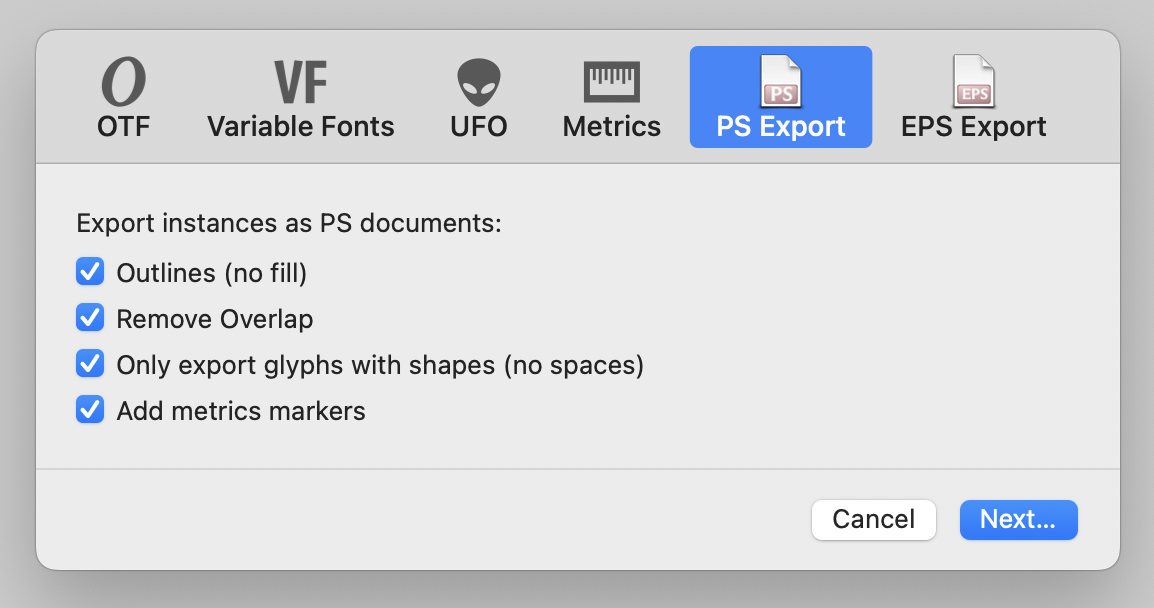 O VF PS EPS
OTF Variable Fonts UFO Metrics PS Export EPS Export
Export instances as PS documents:
Outlines (no fill)
Remove Overlap
Only export glyphs with shapes (no spaces)
Add metrics markers
Cancel Next...